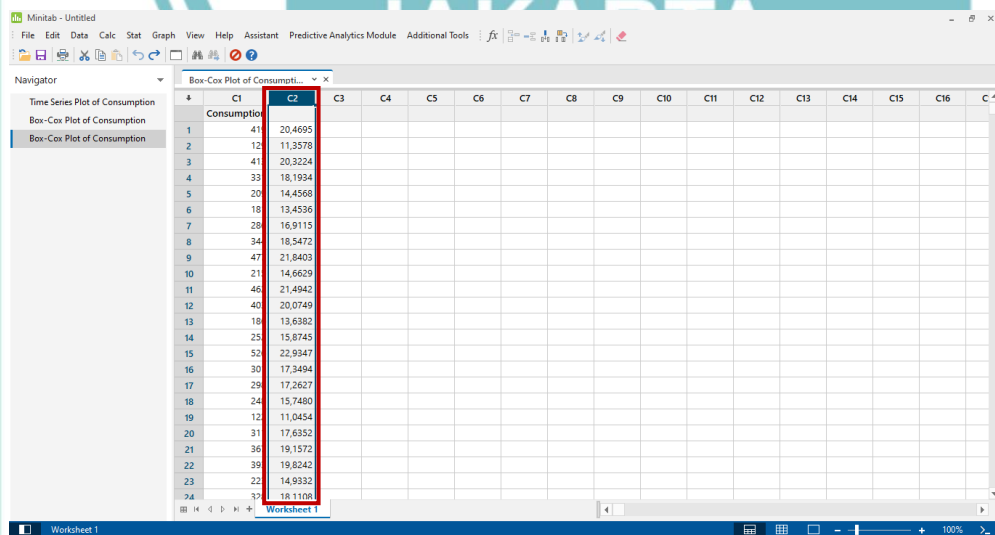 JAKARTA
Minitab - Untitled
File Edit Data Calc Stat Graph View Help Assistant Predictive Analytics Module Additional Tools fx
Navigator
Box-Cox Plot of Consumpti...
Time Series Plot of Consumption
Box-Cox Plot of Consumption
Box-Cox Plot of Consumption
C1 C2 C3 C4 C5 C6 C7 C8 C9 C10 C11 C12 C13 C14 C15 C16 C
Consumption
1 20,4695
2 11,3578
3 20,3224
4 18,1934
5 14,4568
6 13,4536
7 16,9115
8 18,5472
9 21,8403
10 14,6629
11 21,4942
12 20,0749
13 13,6382
14 15,8745
15 22,9347
16 17,3494
17 17,2627
18 15,7480
19 11,0454
20 17,6352
21 19,1572
22 19,8242
23 14,9332
24 18,1108
Worksheet 1
Worksheet 1 100%